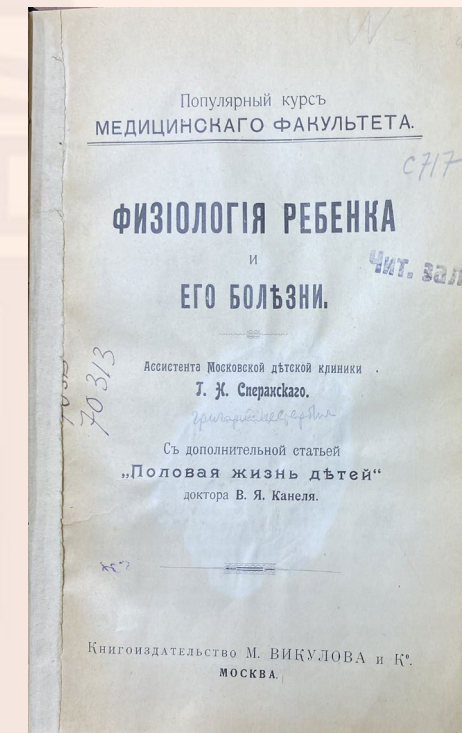 Популярный курсъ
МЕДИЦИНСКАГО ФАКУЛЬТЕТА.
С717
ФИЗІОЛОГІЯ РЕБЕНКА
И
ЕГО БОЛѢЗНИ.
Чит. зал
Ассистента Московской дѣтской клиники
Г. Н. Сперанскаго.
70313
Съ дополнительной статьей
„Половая жизнь дѣтей“
доктора В. Я. Канеля.
Книгоиздательство М. ВИКУЛОВА и Кº.
МОСКВА.